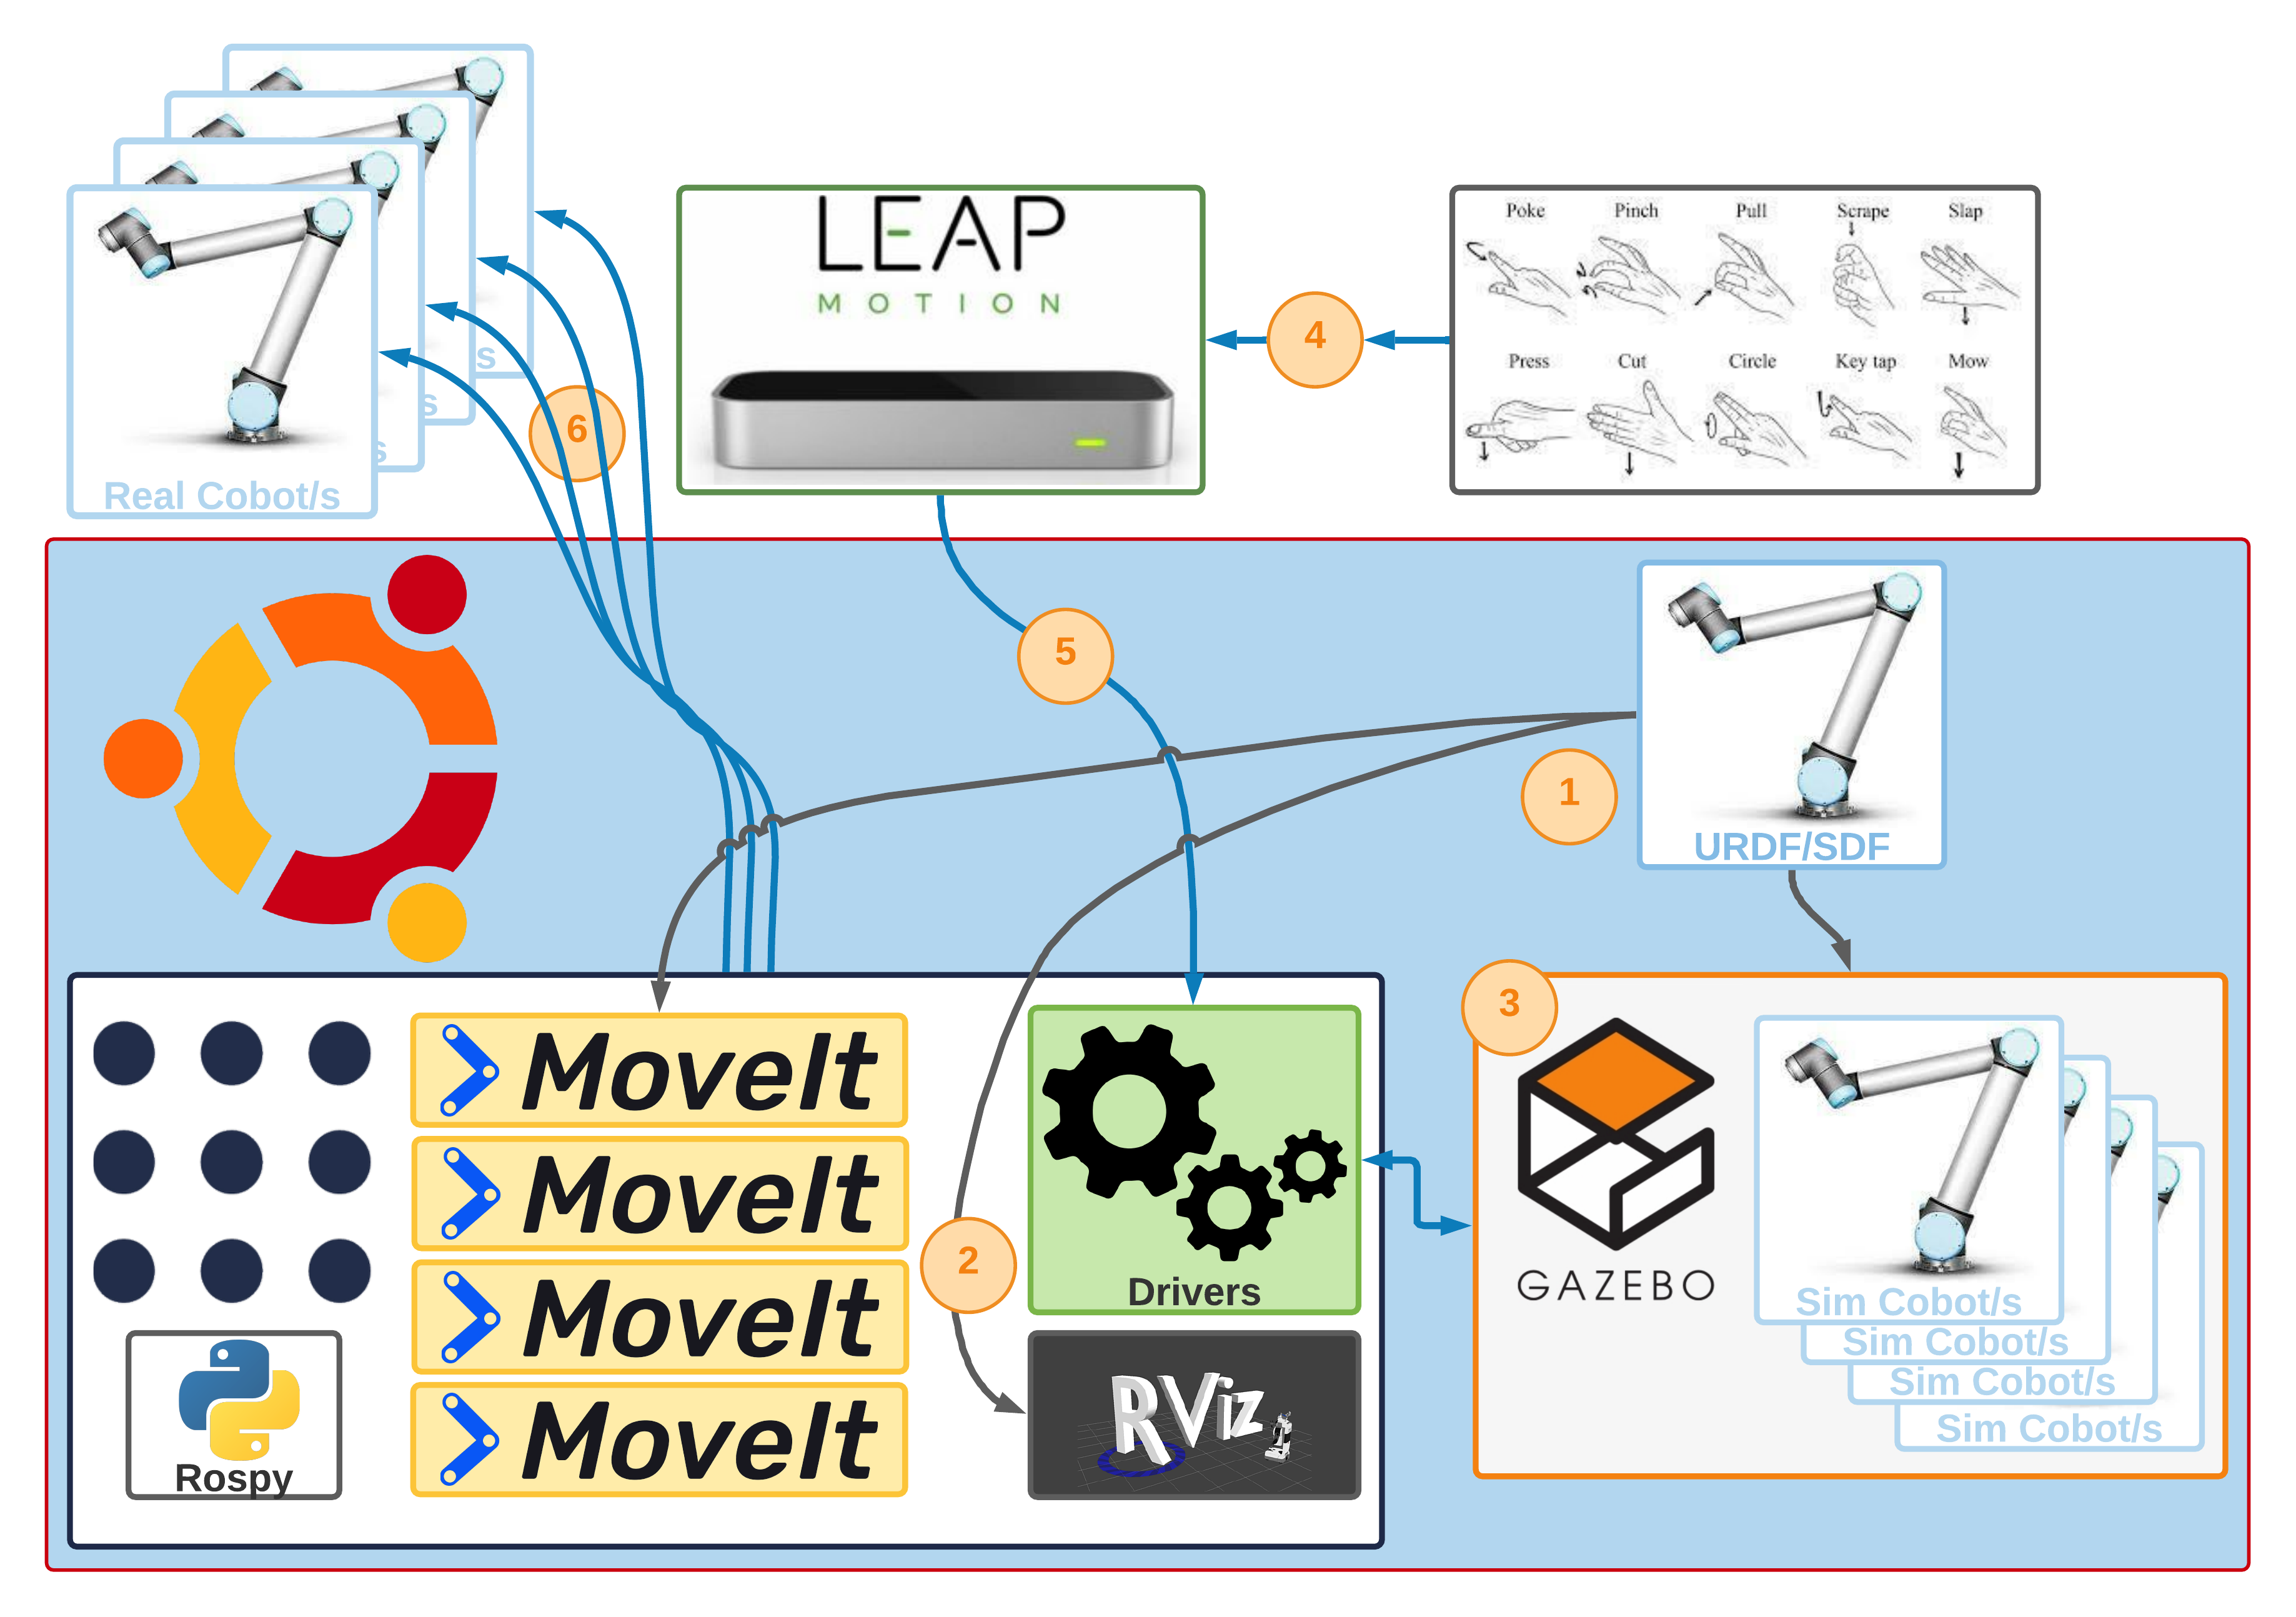 s
s
s
Real Cobot/s
6
LEAP
MOTION
4
Poke Pinch Pull Scrape Slap
Press Cut Circle Key tap Mow
5
1
URDF/SDF
MoveIt
MoveIt
MoveIt
MoveIt
Rospy
2
Drivers
RViz
3
GAZEBO
Sim Cobot/s
Sim Cobot/s
Sim Cobot/s
Sim Cobot/s